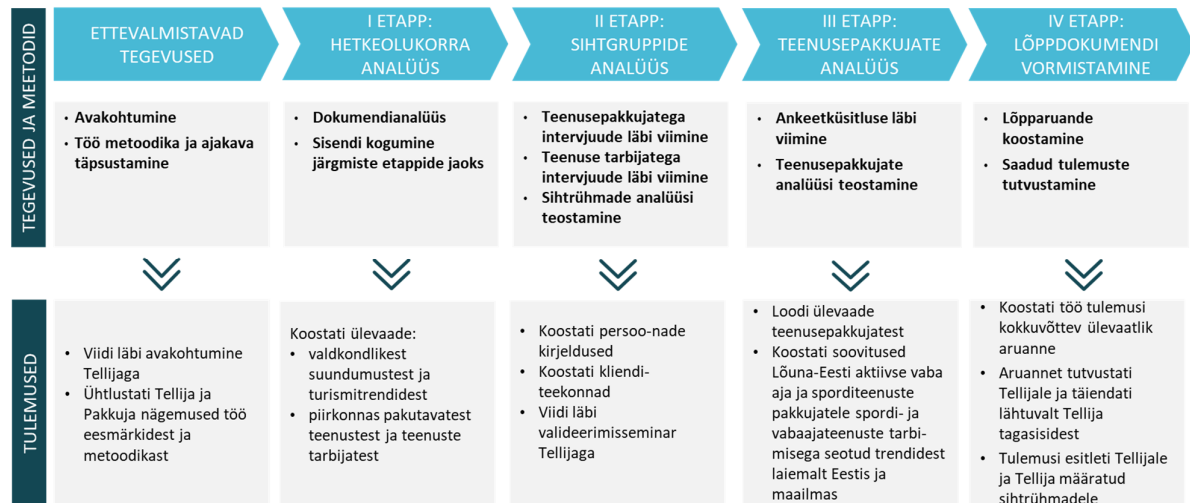 TEGEVUSED JA MEETODID
ETTEVALMISTAVAD
TEGEVUSED
I ETAPP:
HETKEOLUKORRA
ANALÜÜS
II ETAPP:
SIHTGRUPPIDE
ANALÜÜS
III ETAPP:
TEENUSEPAKKUJATE
ANALÜÜS
IV ETAPP:
LÕPPDOKUMENDI
VORMISTAMINE
• Avakohtumine
• Töö metoodika ja ajakava
täpsustamine
• Dokumendianalüüs
• Sisendi kogumine
järgmiste etappide jaoks
• Teenusepakkujatega
intervjuude läbi viimine
• Teenuse tarbijatega
intervjuude läbi viimine
• Sihtrühmade analüüsi
teostamine
• Ankeetküsitluse läbi
viimine
• Teenusepakkujate
analüüsi teostamine
• Lõpparuande
koostamine
• Saadud tulemuste
tutvustamine
TULEMUSED
• Viidi läbi avakohtumine
Tellijaga
• Ühtlustati Tellija ja
Pakkuja nägemused töö
eesmärkidest ja
metoodikast
Koostati ülevaade:
• valdkondlikest
suundumustest ja
turismitrendidest
• piirkonnas pakutavatest
teenustest ja teenuste
tarbijatest
• Koostati persoo-nade
kirjeldused
• Koostati kliendi-
teekonnad
• Viidi läbi
valideerimisseminar
Tellijaga
• Loodi ülevaade
teenusepakkujatest
• Koostati soovitused
Lõuna-Eesti aktiivse vaba
aja ja sporditeenuste
pakkujatele spordi- ja
vabaajateenuste tarbi-
misega seotud trendidest
laiemalt Eestis ja
maailmas
• Koostati töö tulemusi
kokkuvõttev ülevaatlik
aruanne
• Aruannet tutvustati
Tellijale ja täiendati
lähtuvalt Tellija
tagasisidest
• Tulemusi esitleti Tellijale
ja Tellija määratud
sihtrühmadele